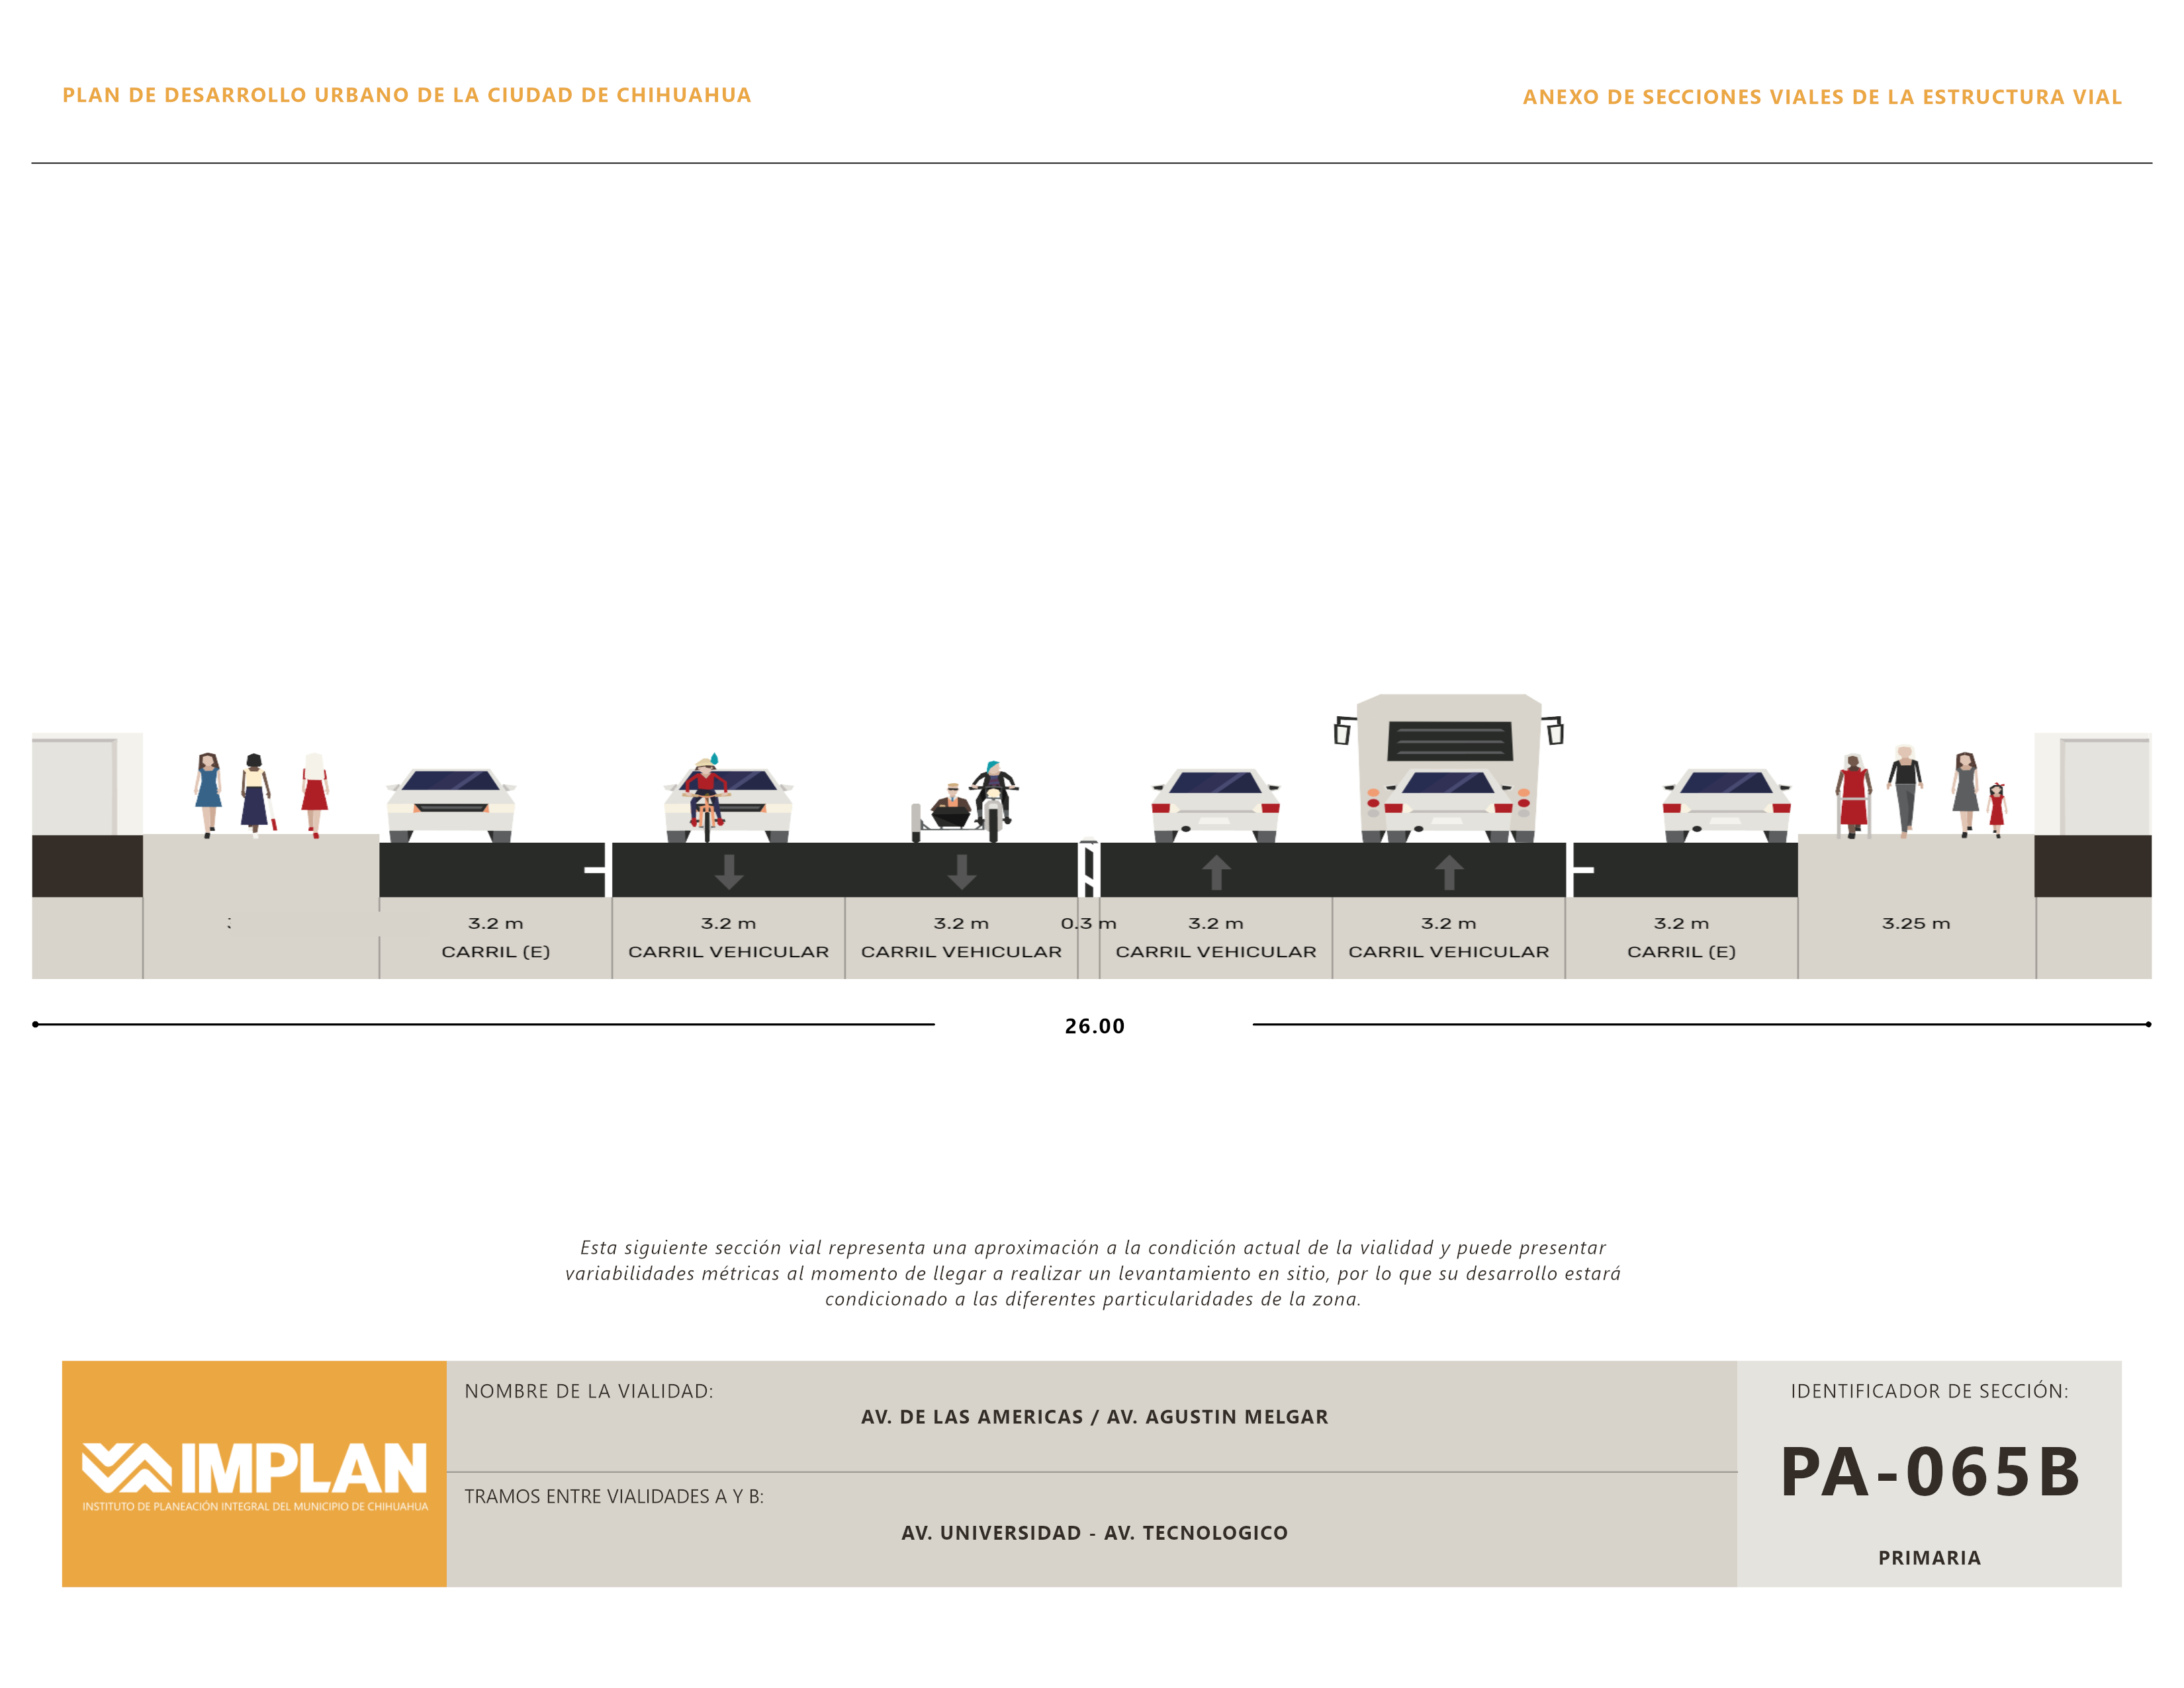 PLAN DE DESARROLLO URBANO DE LA CIUDAD DE CHIHUAHUA
ANEXO DE SECCIONES VIALES DE LA ESTRUCTURA VIAL
3.2 m 3.2 m 3.2 m 0.3 m 3.2 m 3.2 m 3.2 m 3.25 m
CARRIL (E) CARRIL VEHICULAR CARRIL VEHICULAR CARRIL VEHICULAR CARRIL VEHICULAR CARRIL (E)
26.00
Esta siguiente sección vial representa una aproximación a la condición actual de la vialidad y puede presentar
variabilidades métricas al momento de llegar a realizar un levantamiento en sitio, por lo que su desarrollo estará
condicionado a las diferentes particularidades de la zona.
IMPLAN
INSTITUTO DE PLANEACIÓN INTEGRAL DEL MUNICIPIO DE CHIHUAHUA
NOMBRE DE LA VIALIDAD:
AV. DE LAS AMERICAS / AV. AGUSTIN MELGAR
TRAMOS ENTRE VIALIDADES A Y B:
AV. UNIVERSIDAD - AV. TECNOLOGICO
IDENTIFICADOR DE SECCIÓN:
PA-065B
PRIMARIA